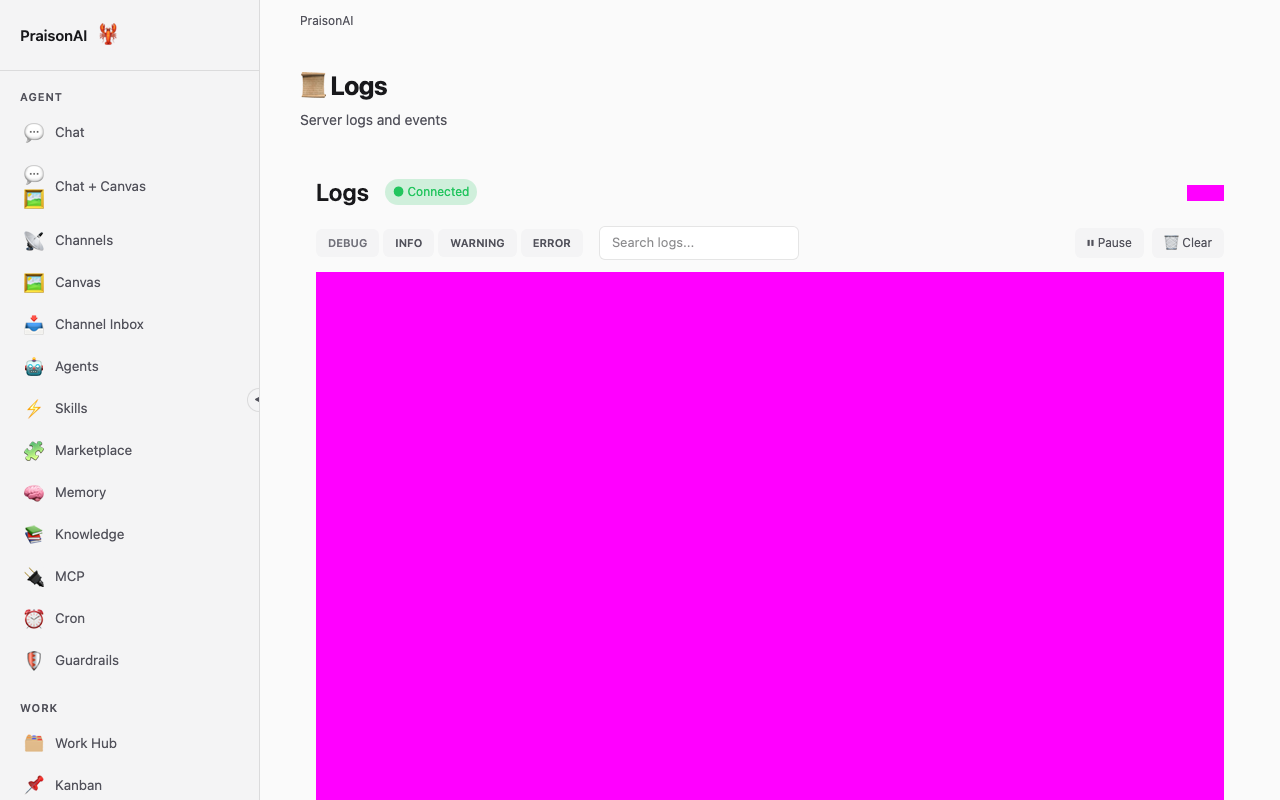 PraisonAI
AGENT
Chat
Chat + Canvas
Channels
Canvas
Channel Inbox
Agents
Skills
Marketplace
Memory
Knowledge
MCP
Cron
Guardrails
WORK
Work Hub
Kanban
PraisonAI
Logs
Server logs and events
Logs
Connected
DEBUG INFO WARNING ERROR Search logs... Pause Clear